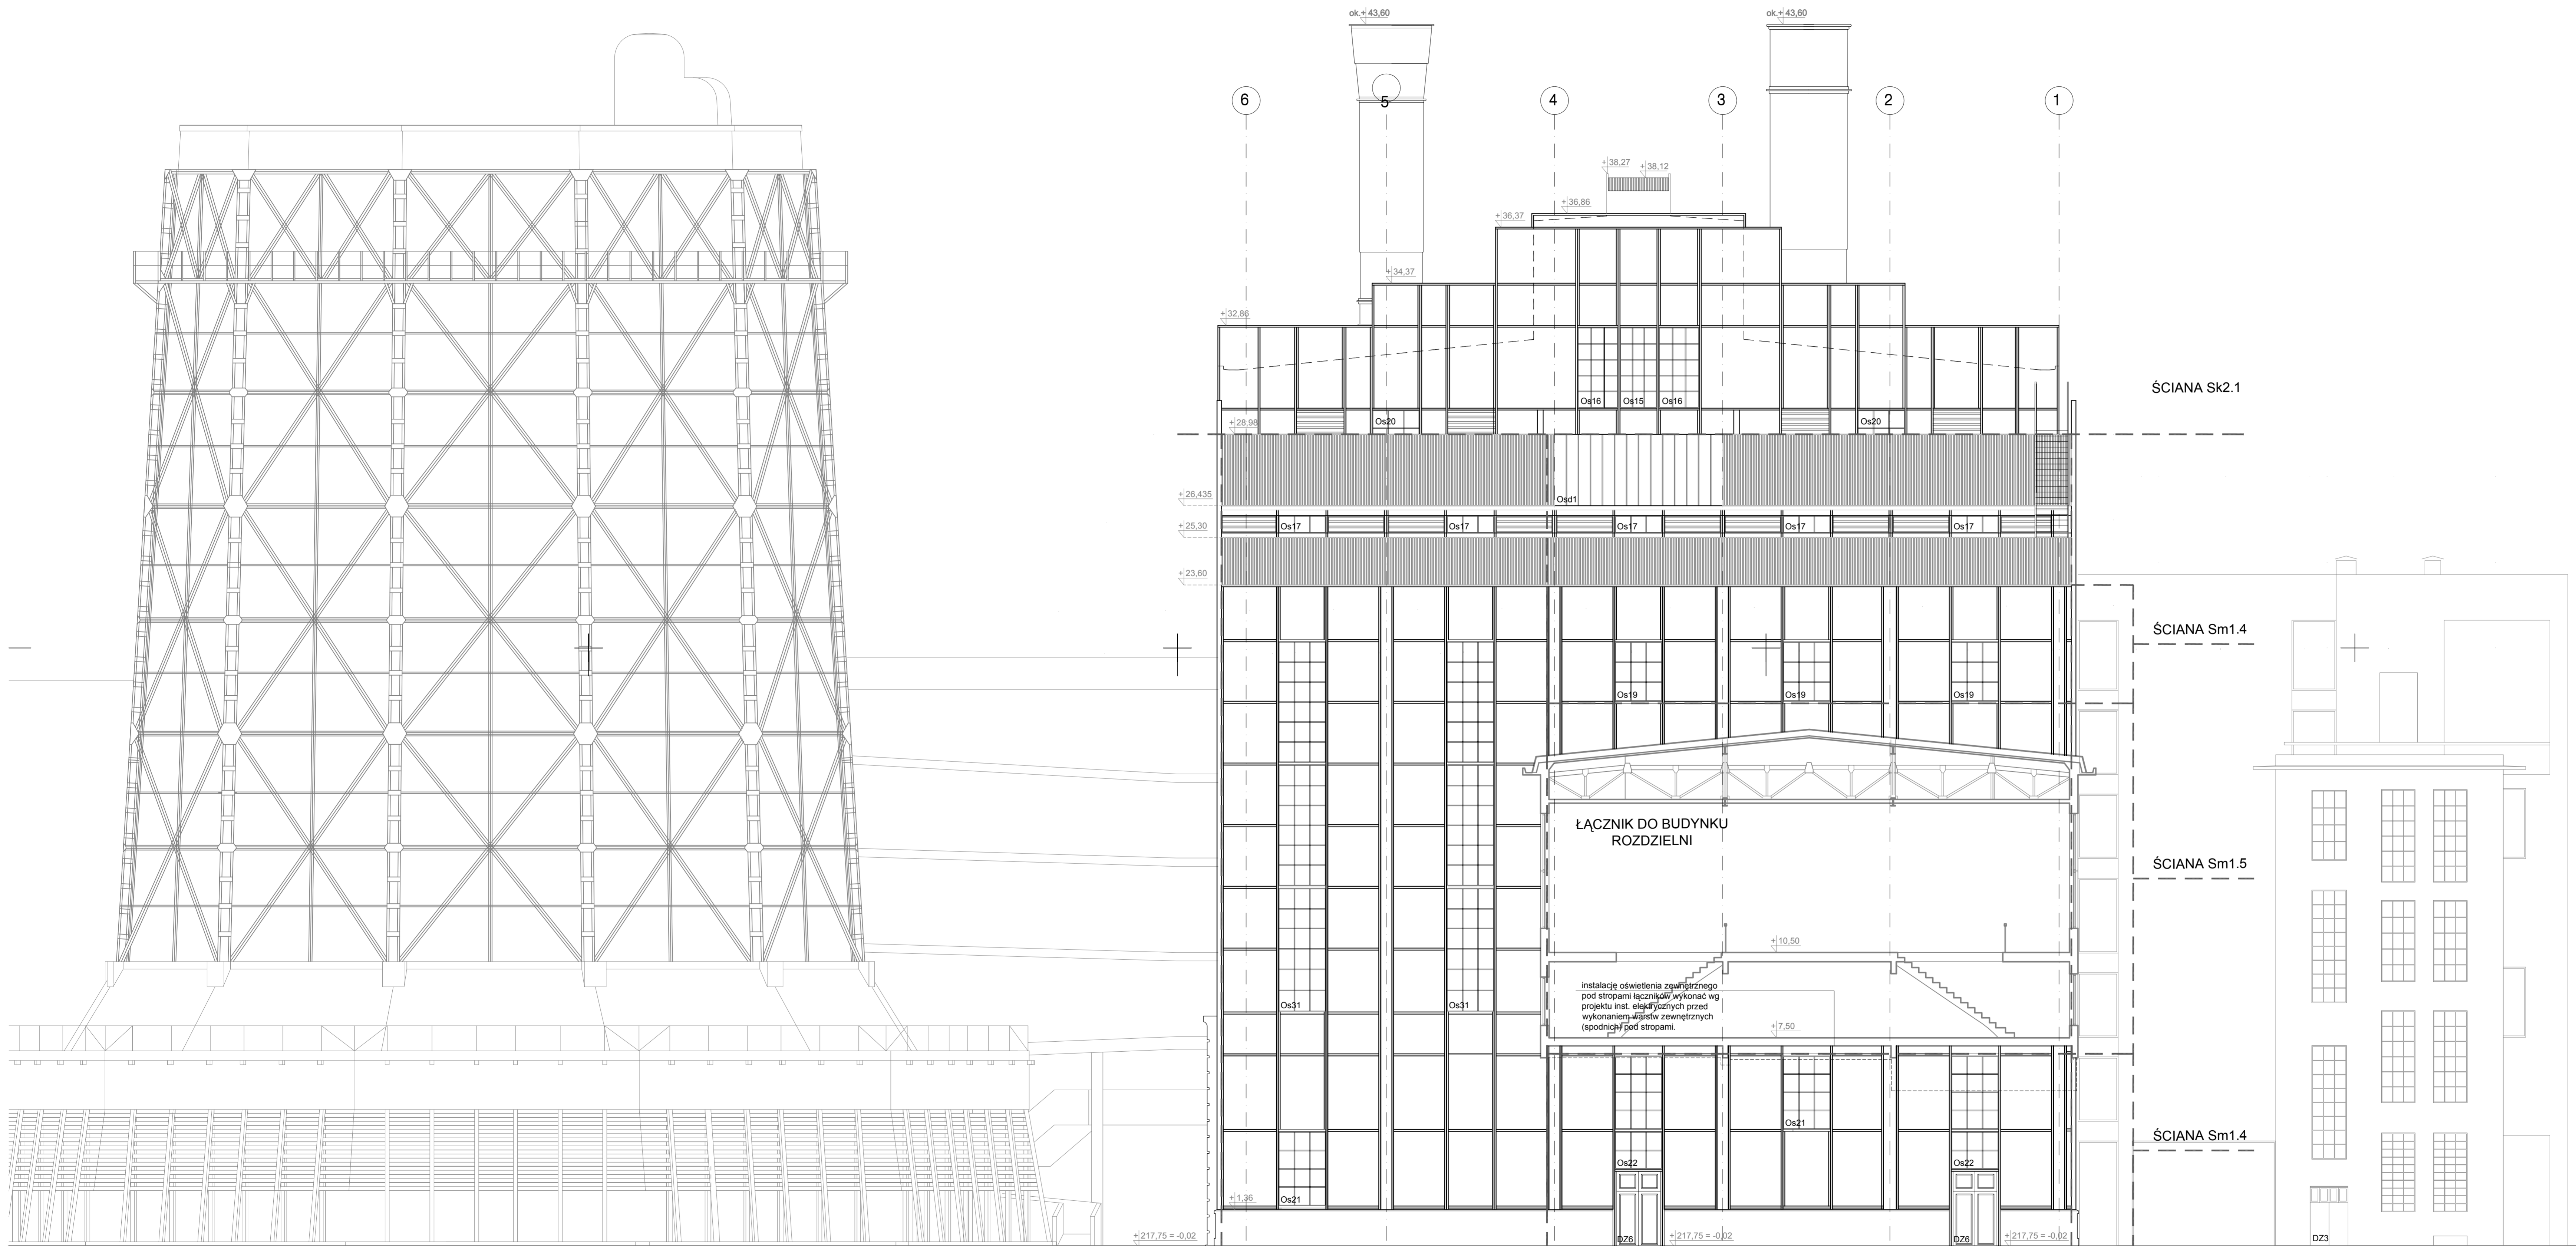 ok.+ 43,60
ok.+ 43,60
6
5
4
3
2
1
+ 38,27
+ 38,12
+ 36,86
+ 36,37
+ 34,37
+ 32,86
ŚCIANA Sk2.1
Os16
Os15
Os16
Os20
Os20
+ 28,98
+ 26,435
Osd1
+ 25,30
Os17
Os17
Os17
Os17
Os17
+ 23,60
ŚCIANA Sm1.4
Os19
Os19
Os19
ŁĄCZNIK DO BUDYNKU
ROZDZIELNI
ŚCIANA Sm1.5
+ 10,50
instalację oświetlenia zewnętrznego
pod stropami łączników wykonać wg
projektu inst. elektrycznych przed
wykonaniem warstw zewnętrznych
(spodnich) pod stropami.
Os31
Os31
+ 7,50
Os21
ŚCIANA Sm1.4
Os22
Os22
+ 1,36
Os21
+ 217,75 = -0,02
DZ6
+ 217,75 = -0,02
DZ6
+ 217,75 = -0,02
DZ3